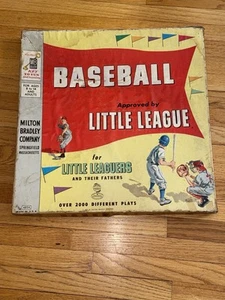 BASEBALL
Approved by
LITTLE LEAGUE
for
LITTLE LEAGUERS
AND THEIR FATHERS
OVER 2000 DIFFERENT PLAYS
MILTON
BRADLEY
COMPANY
SPRINGFIELD
MASSACHUSETTS